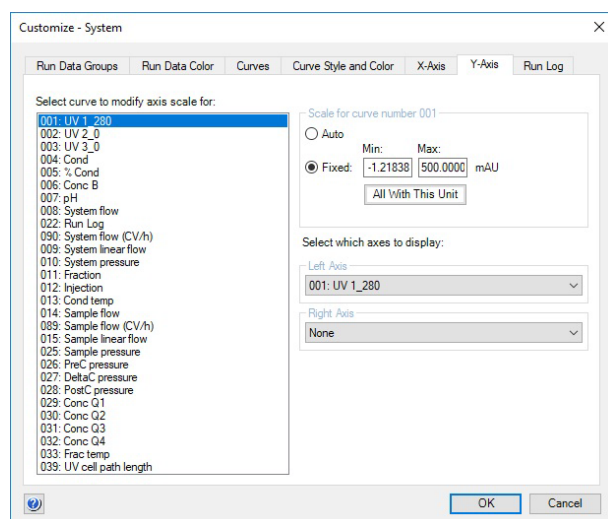 Customize - System
Run Data Groups
Run Data Color
Curves
Curve Style and Color
X-Axis
Y-Axis
Run Log
Select curve to modify axis scale for:
001: UV 1_280
002: UV 2_0
003: UV 3_0
004: Cond
005: % Cond
006: Conc B
007: pH
008: System flow
022: Run Log
090: System flow (CV/h)
009: System linear flow
010: System pressure
011: Fraction
012: Injection
013: Cond temp
014: Sample flow
089: Sample flow (CV/h)
015: Sample linear flow
025: Sample pressure
026: PreC pressure
027: DeltaC pressure
028: PostC pressure
029: Conc Q1
030: Conc Q2
031: Conc Q3
032: Conc Q4
033: Frac temp
039: UV cell path length
Scale for curve number 001
Auto
Min: Max:
Fixed: -1.21838 500.0000 mAU
All With This Unit
Select which axes to display:
Left Axis
001: UV 1_280
Right Axis
None
?
OK
Cancel